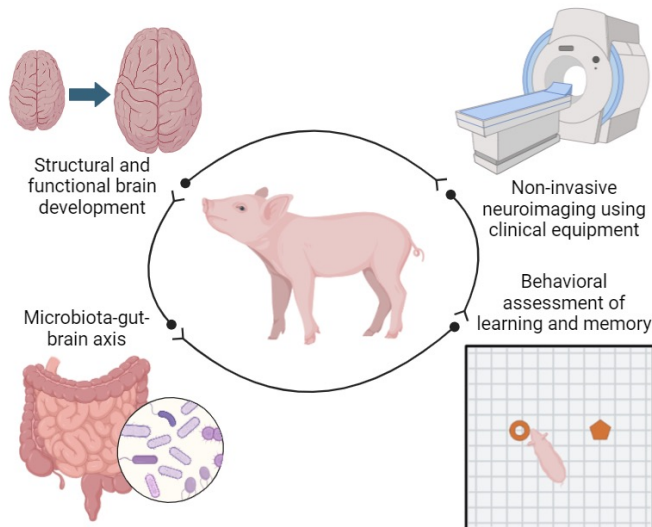 Structural and
functional brain
development
Non-invasive
neuroimaging using
clinical equipment
Microbiota-gut-
brain axis
Behavioral
assessment of
learning and memory